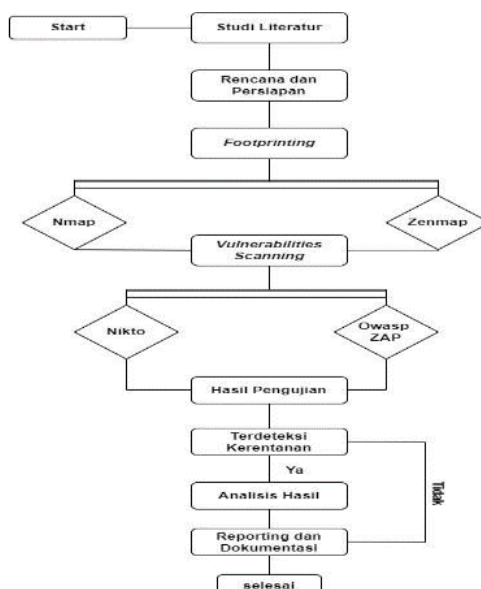 Start
Studi Literatur
Rencana dan
Persiapan
Footprinting
Nmap
Zenmap
Vulnerabilities
Scanning
Nikto
Owasp
ZAP
Hasil Pengujian
Terdeteksi
Kerentanan
Ya
Tidak
Analisis Hasil
Reporting dan
Dokumentasi
selesai